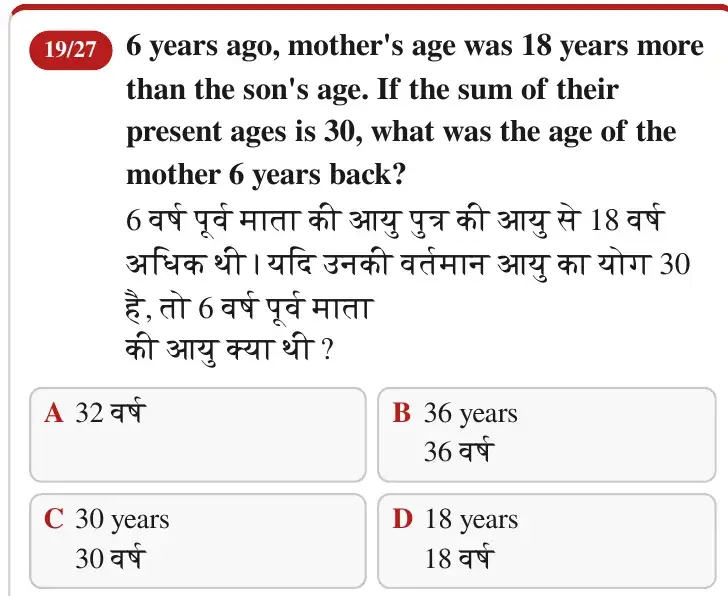 19/27 6 years ago, mother's age was 18 years more
than the son's age. If the sum of their
present ages is 30, what was the age of the
mother 6 years back?
6 वर्ष पूर्व माता की आयु पुत्र की आयु से 18 वर्ष
अधिक थी। यदि उनकी वर्तमान आयु का योग 30
है, तो 6 वर्ष पूर्व माता
की आयु क्या थी ?
A 32 वर्ष
B 36 years
36 वर्ष
C 30 years
30 वर्ष
D 18 years
18 वर्ष